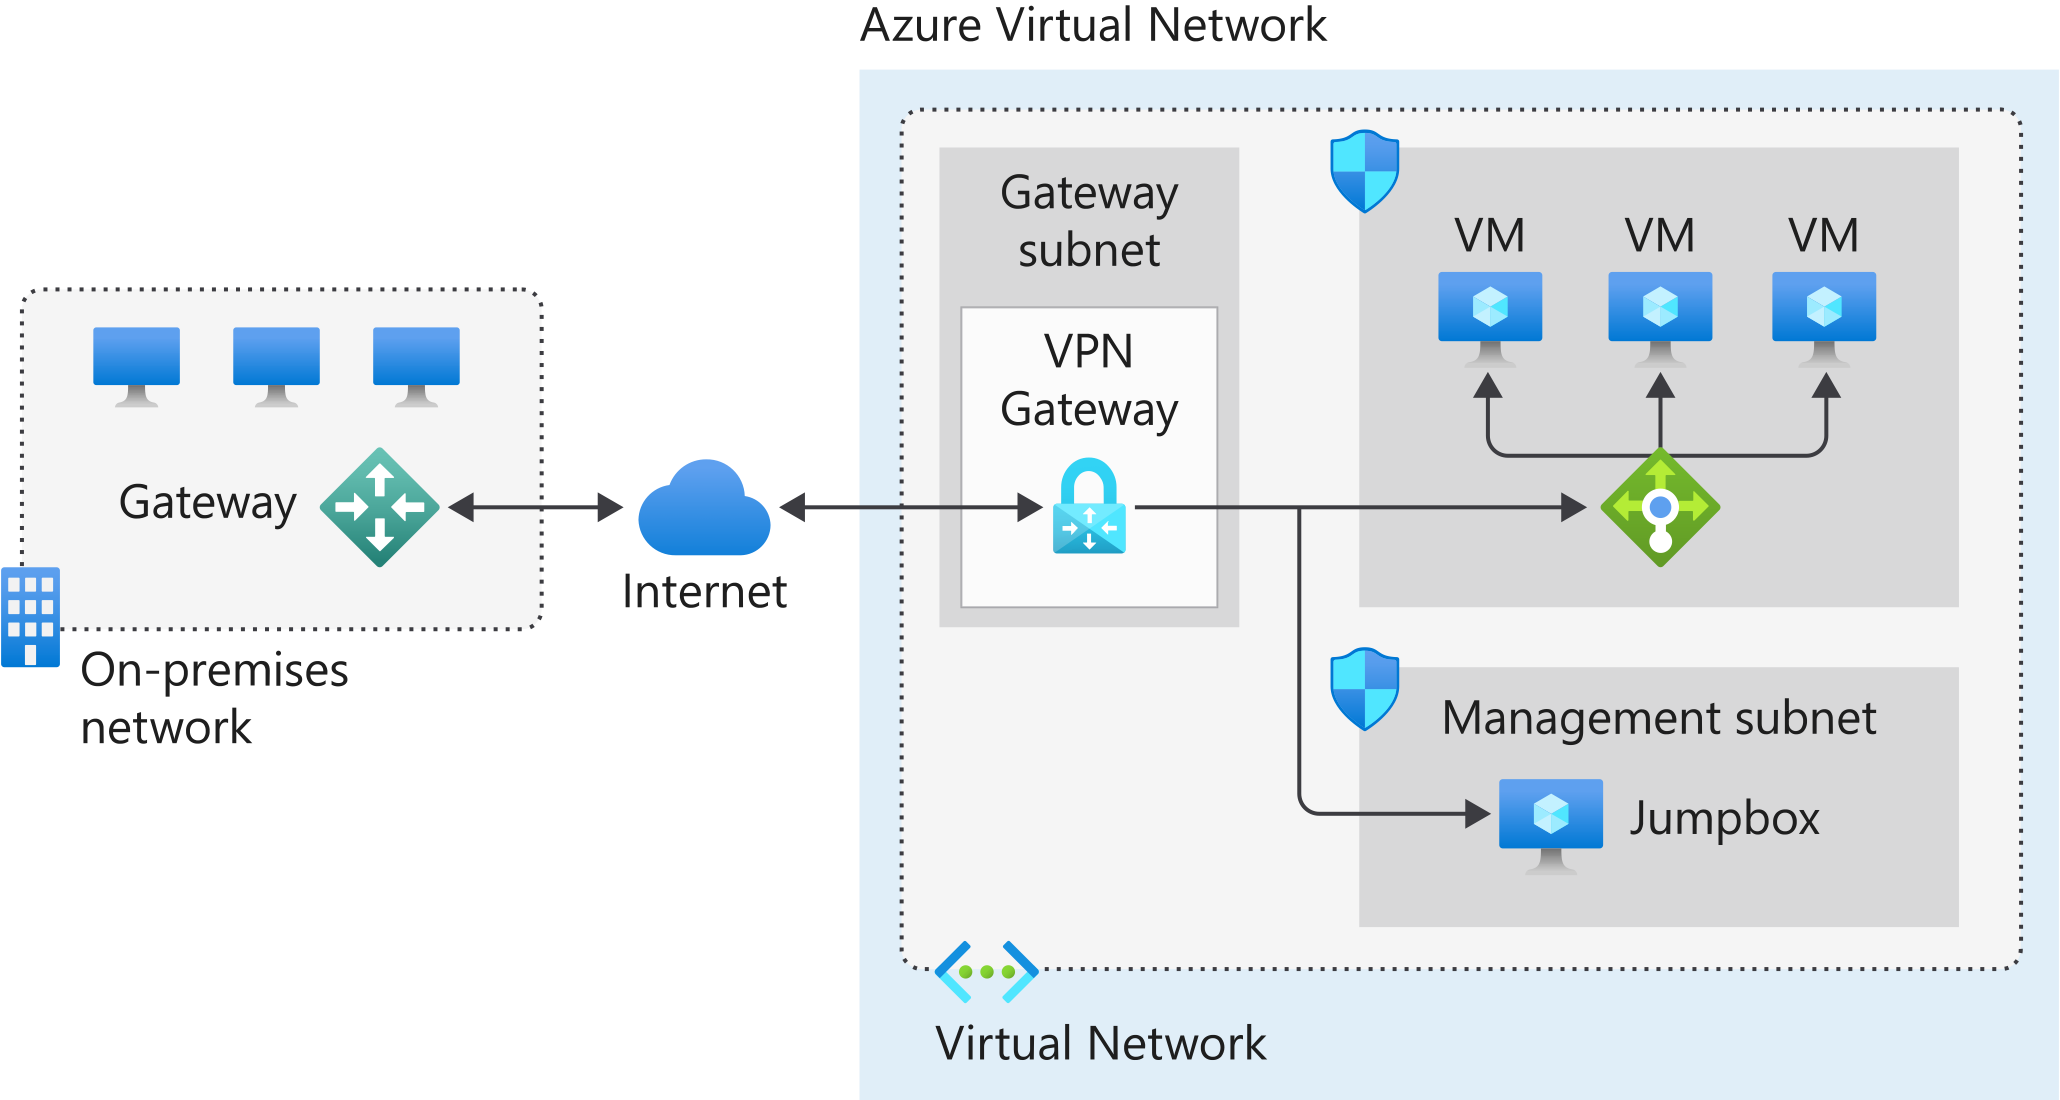 Azure Virtual Network
Gateway
subnet
VPN
Gateway
VM
VM
VM
Gateway
Internet
On-premises
network
Management subnet
Jumpbox
Virtual Network